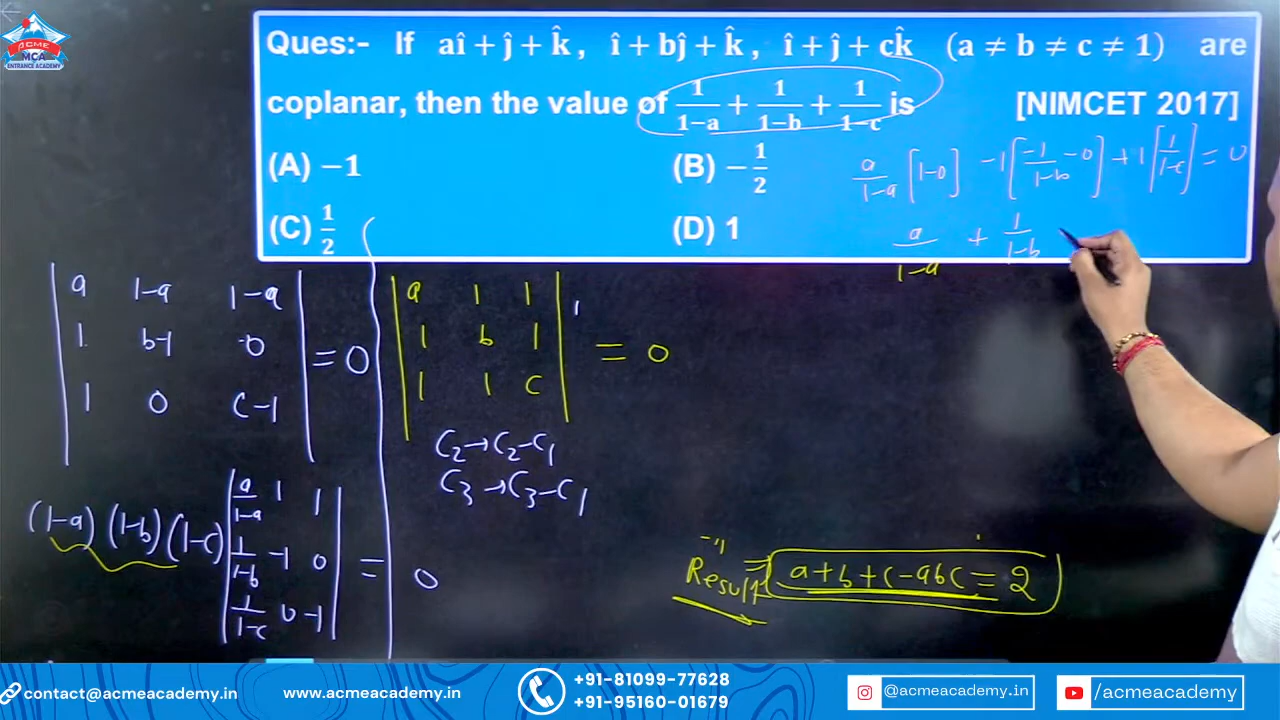 ACME
MCA
ENTRANCE ACADEMY
Ques:- If aî + ĵ + k̂ , î + bĵ + k̂ , î + ĵ + ck̂ (a ≠ b ≠ c ≠ 1) are
coplanar, then the value of 1/(1−a) + 1/(1−b) + 1/(1−c) is [NIMCET 2017]
(A) −1 (B) −1/2
(C) 1/2 (D) 1
a/(1-a) [1-0] -1[-1/(1-b) -0] +1[1/(1-c)] = 0
a/(1-a) + 1/(1-b)
| a 1-a 1-a |
| 1 b-1 0 | = 0
| 1 0 c-1 |
| a 1 1 |
| 1 b 1 | = 0
| 1 1 c |
C2→C2-C1
C3→C3-C1
(1-a) (1-b) (1-c) | a/(1-a) 1 1 |
| 1/(1-b) -1 0 | = 0
| 1/(1-c) 0 -1 |
Result = a+b+c-abc = 2
contact@acmeacademy.in
www.acmeacademy.in
+91-81099-77628
+91-95160-01679
@acmeacademy.in
/acmeacademy